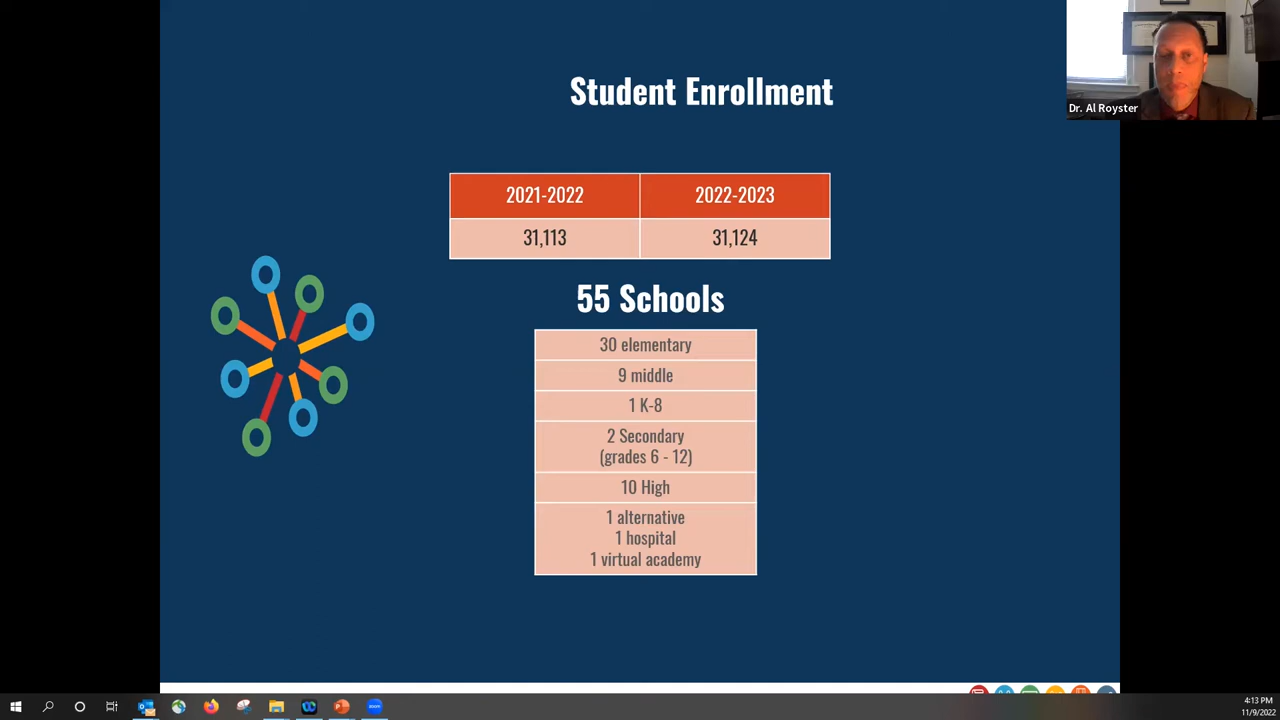 Student Enrollment
Dr. Al Royster
2021-2022 2022-2023
31,113 31,124
55 Schools
30 elementary
9 middle
1 K-8
2 Secondary
(grades 6 - 12)
10 High
1 alternative
1 hospital
1 virtual academy
4:13 PM
11/9/2022